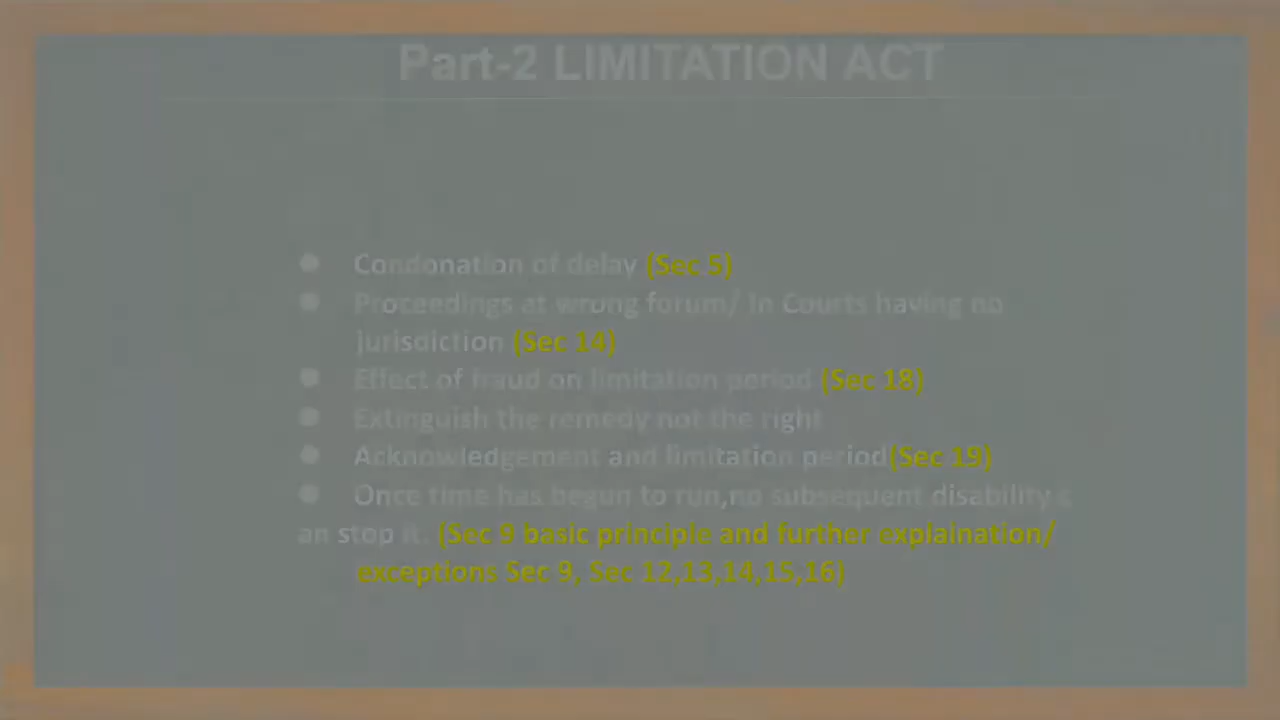 Part-2 LIMITATION ACT
● Condonation of delay (Sec 5)
● Proceedings at wrong forum/ In Courts having no
jurisdiction (Sec 14)
● Effect of fraud on limitation period (Sec 18)
● Extinguish the remedy not the right
● Acknowledgement and limitation period(Sec 19)
● Once time has begun to run,no subsequent disability c
an stop it. (Sec 9 basic principle and further explaination/
exceptions Sec 9, Sec 12,13,14,15,16)